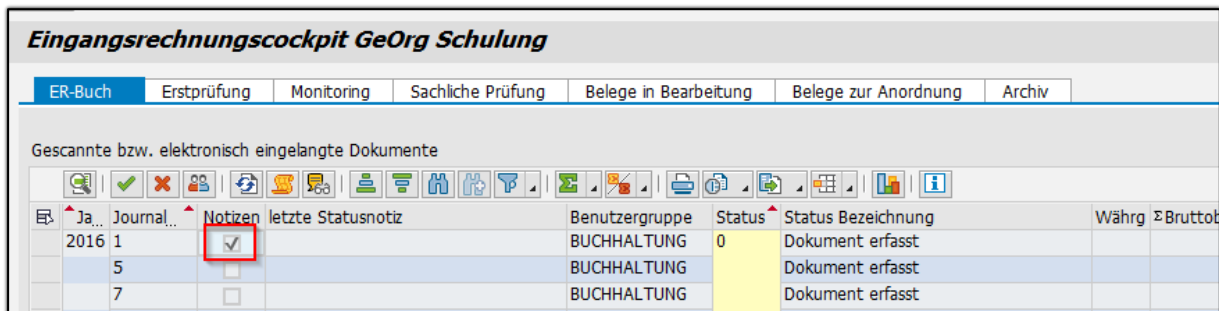 Eingangsrechnungscockpit GeOrg Schulung
ER-Buch Erstprüfung Monitoring Sachliche Prüfung Belege in Bearbeitung Belege zur Anordnung Archiv
Gescannte bzw. elektronisch eingelangte Dokumente
Ja... Journal... Notizen letzte Statusnotiz Benutzergruppe Status Status Bezeichnung Währg ΣBruttob
2016 1 BUCHHALTUNG 0 Dokument erfasst
5 BUCHHALTUNG Dokument erfasst
7 BUCHHALTUNG Dokument erfasst